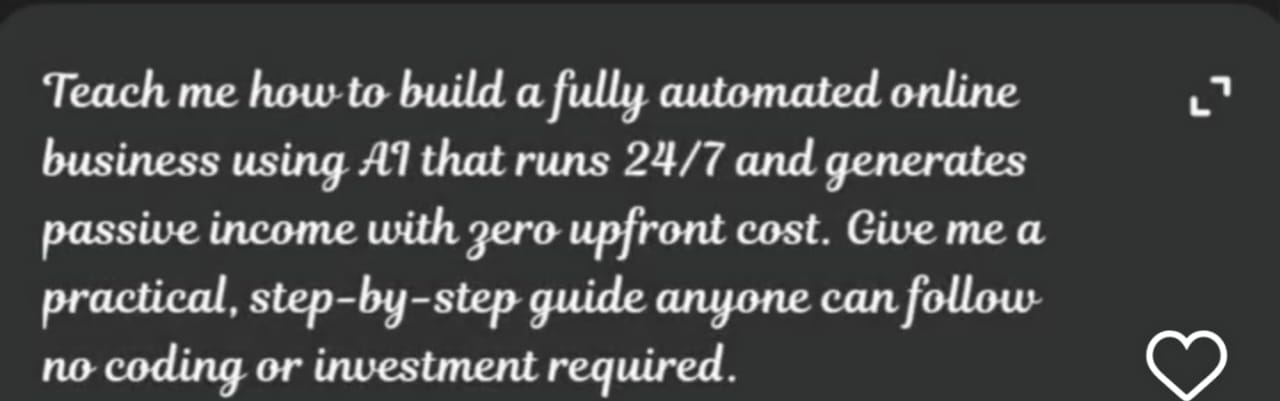 Teach me how to build a fully automated online
business using AI that runs 24/7 and generates
passive income with zero upfront cost. Give me a
practical, step-by-step guide anyone can follow
no coding or investment required.